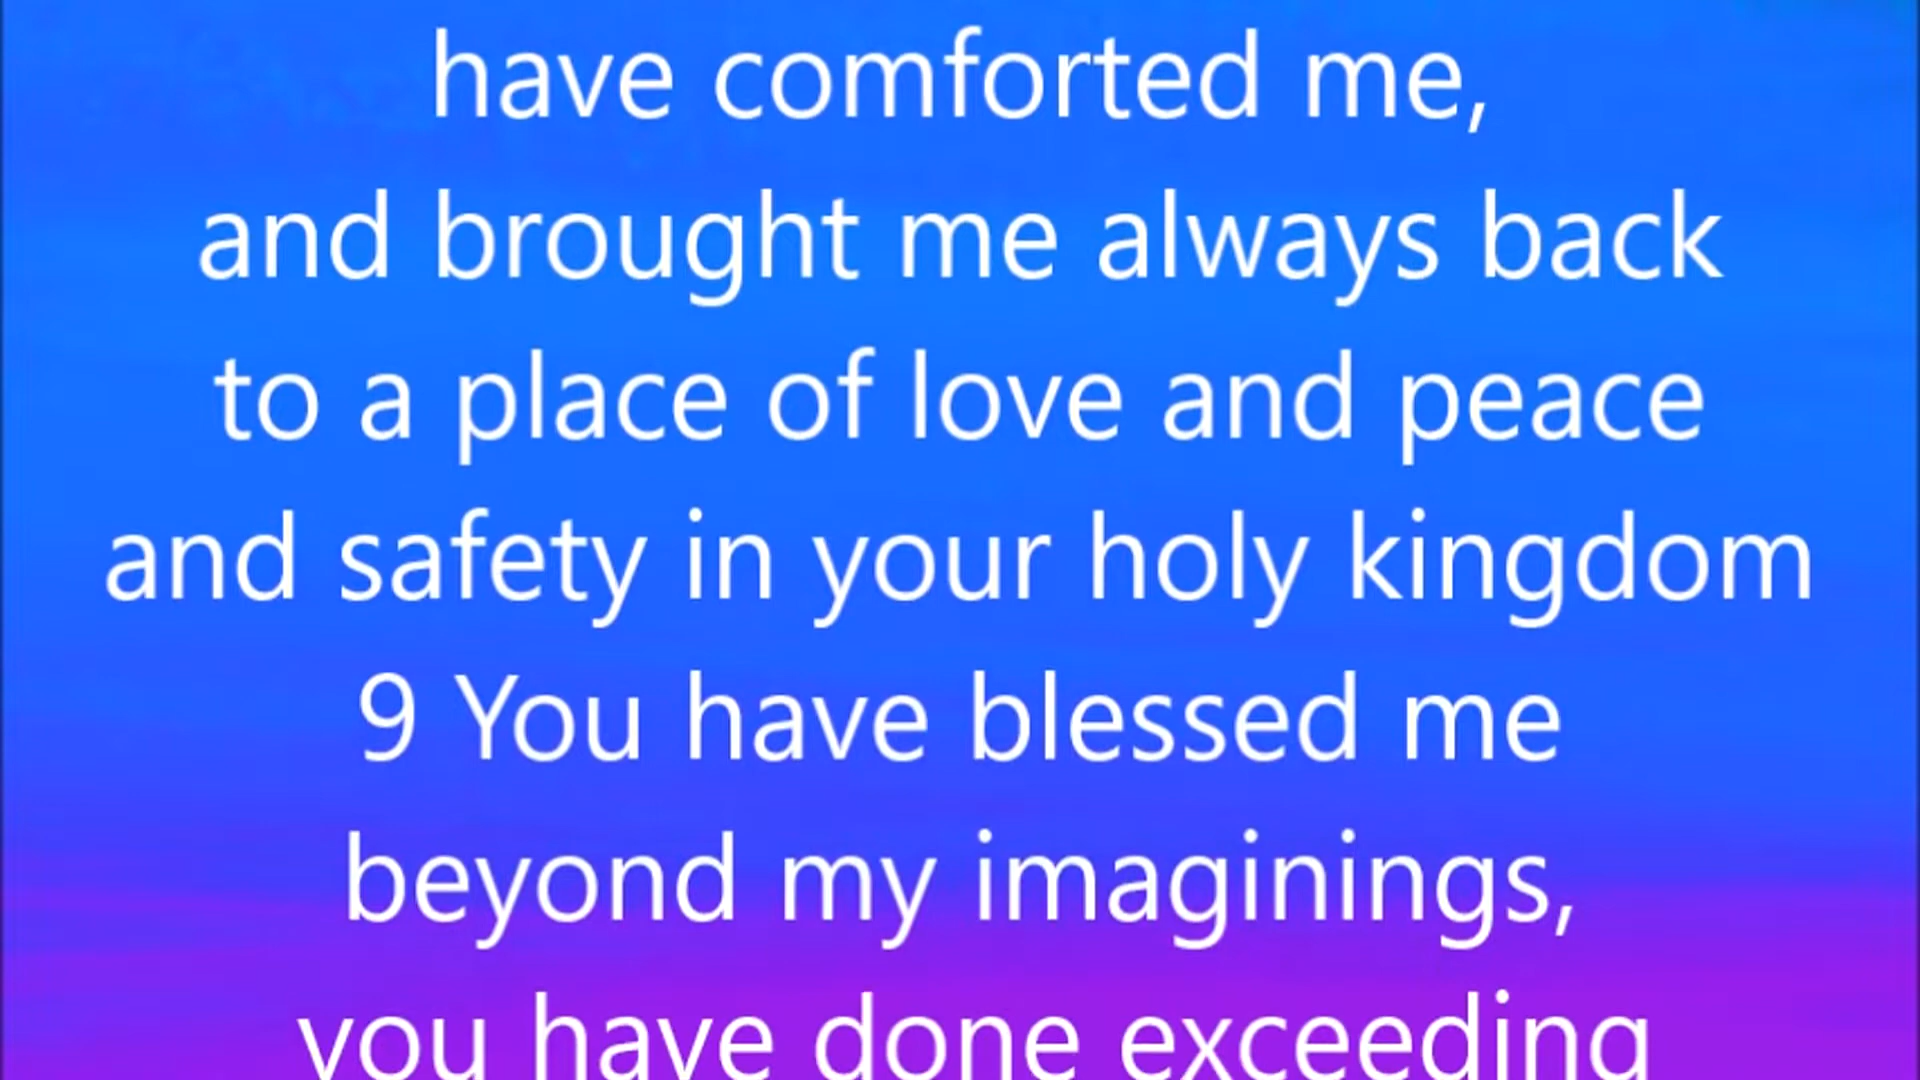 have comforted me,
and brought me always back
to a place of love and peace
and safety in your holy kingdom
9 You have blessed me
beyond my imaginings,
you have done exceeding